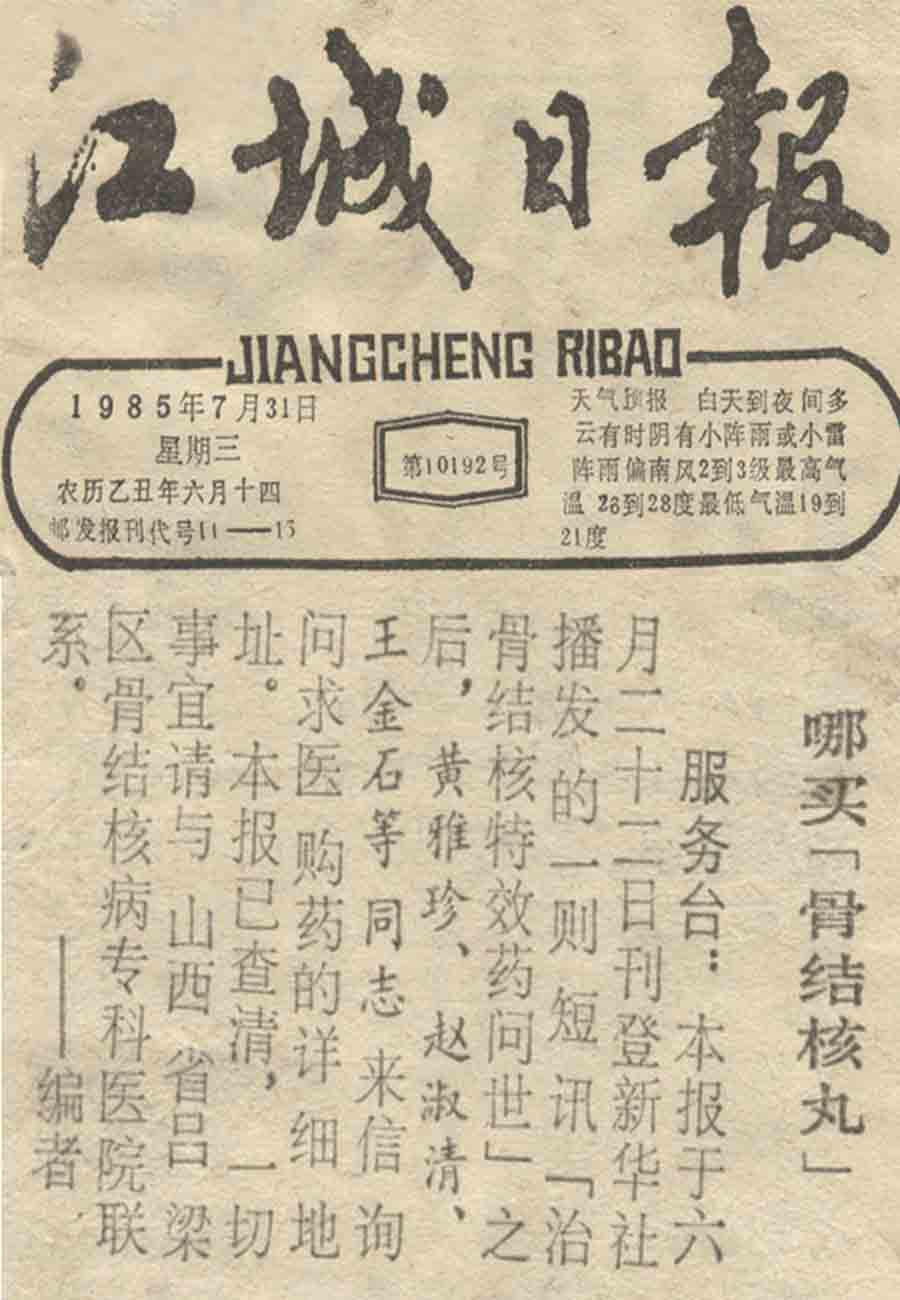 江城日報
JIANGCHENG RIBAO
1985年7月31日
星期三
农历乙丑年六月十四
邮发报刊代号11——15
第10192号
天气预报 白天到夜间多
云有时阴有小阵雨或小雷
阵雨偏南风2到3级最高气
温 26到28度最低气温19到
21度
哪买「骨结核丸」
服务台：本报于六
月二十二日刊登新华社
播发的一则短讯「治
骨结核特效药问世」之
后，黄雅珍、赵淑清、
王金石等同志来信询
问求医购药的详细地
址。本报已查清，一切
事宜请与山西省吕梁
区骨结核病专科医院联
系。
——编者